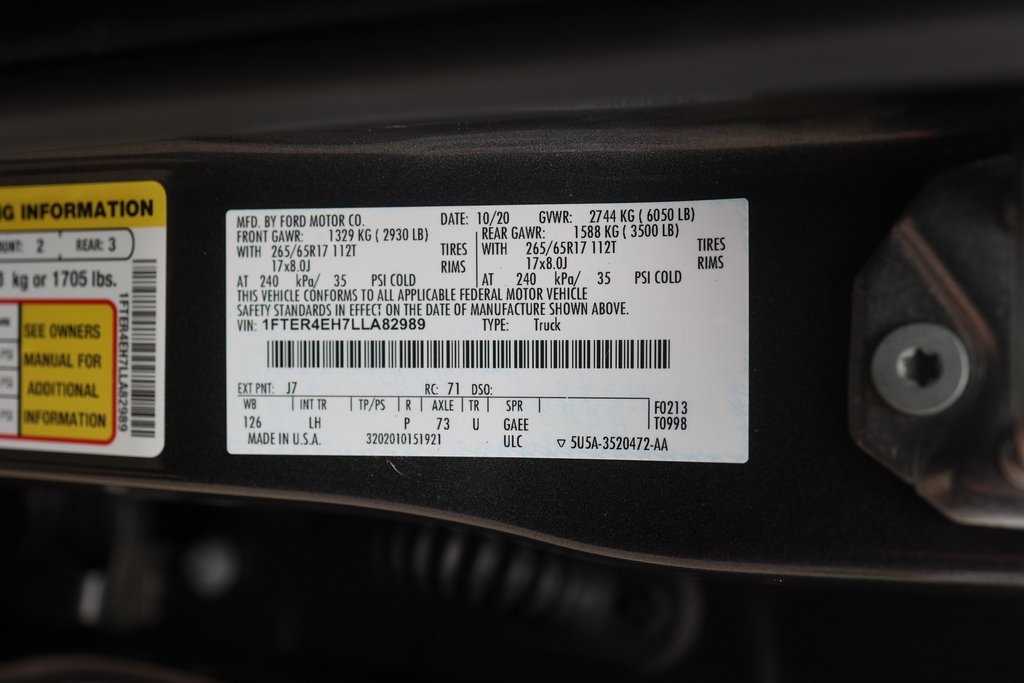 NG INFORMATION
FRONT: 2 REAR: 3
kg or 1705 lbs.
SEE OWNERS
MANUAL FOR
ADDITIONAL
INFORMATION
1FTER4EH7LLA82989
MFD. BY FORD MOTOR CO. DATE: 10/20 GVWR: 2744 KG ( 6050 LB)
FRONT GAWR: 1329 KG ( 2930 LB) REAR GAWR: 1588 KG ( 3500 LB)
WITH 265/65R17 112T TIRES WITH 265/65R17 112T TIRES
17x8.0J RIMS 17x8.0J RIMS
AT 240 kPa/ 35 PSI COLD AT 240 kPa/ 35 PSI COLD
THIS VEHICLE CONFORMS TO ALL APPLICABLE FEDERAL MOTOR VEHICLE
SAFETY STANDARDS IN EFFECT ON THE DATE OF MANUFACTURE SHOWN ABOVE.
VIN: 1FTER4EH7LLA82989 TYPE: Truck
EXT PNT: J7 RC: 71 DSO:
WB INT TR TP/PS R AXLE TR SPR F0213
126 LH P 73 U GAEE T0998
MADE IN U.S.A. 3202010151921 ULC ▽ 5U5A-3520472-AA